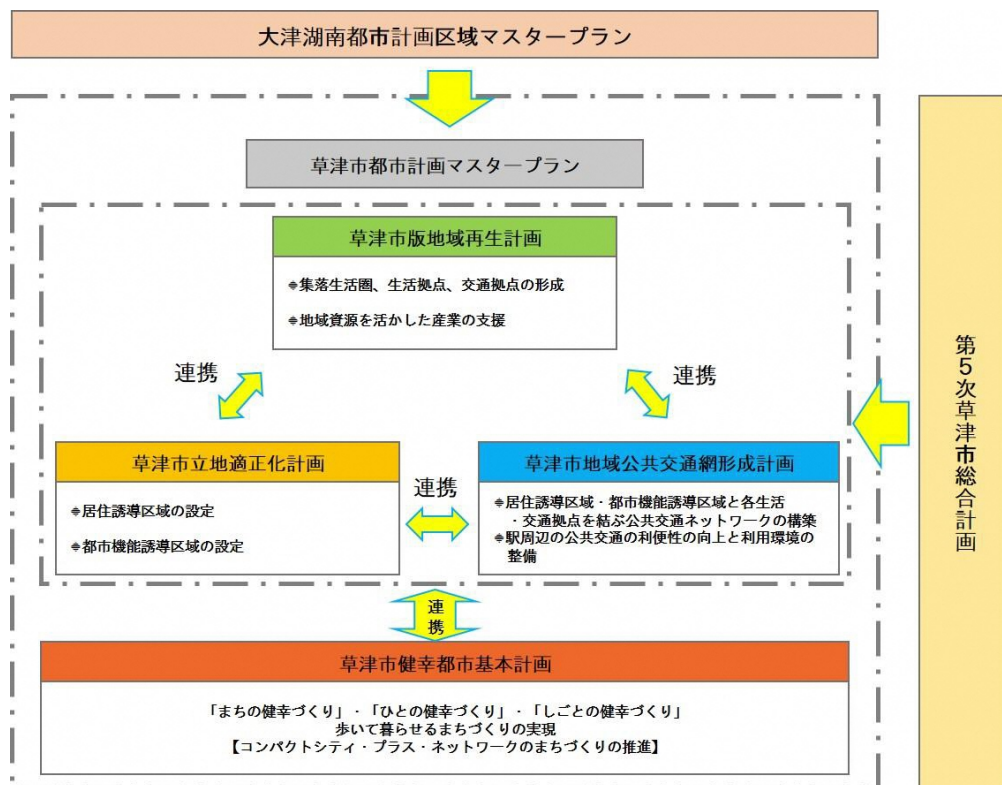 大津湖南都市計画区域マスタープラン
草津市都市計画マスタープラン
草津市版地域再生計画
◆集落生活圏、生活拠点、交通拠点の形成
◆地域資源を活かした産業の支援
連携
連携
草津市立地適正化計画
◆居住誘導区域の設定
◆都市機能誘導区域の設定
連携
草津市地域公共交通網形成計画
◆居住誘導区域・都市機能誘導区域と各生活
・交通拠点を結ぶ公共交通ネットワークの構築
◆駅周辺の公共交通の利便性の向上と利用環境の
整備
連携
草津市健幸都市基本計画
「まちの健幸づくり」・「ひとの健幸づくり」・「しごとの健幸づくり」
歩いて暮らせるまちづくりの実現
【コンパクトシティ・プラス・ネットワークのまちづくりの推進】
第5次草津市総合計画